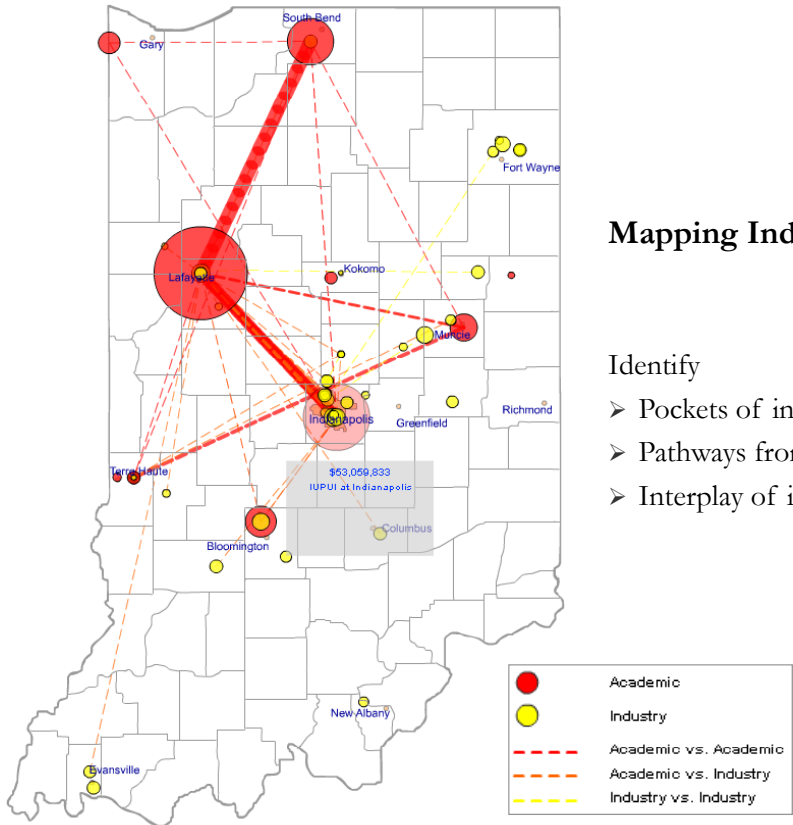 South Bend
Gary
Fort Wayne
Mapping Ind
Lafayette
Kokomo
Muncie
Identify
Indianapolis
Greenfield
Richmond
➢ Pockets of in
➢ Pathways fro
➢ Interplay of i
Terre Haute
$53,059,833
IUPUI at Indianapolis
Columbus
Bloomington
New Albany
Evansville
Academic
Industry
Academic vs. Academic
Academic vs. Industry
Industry vs. Industry